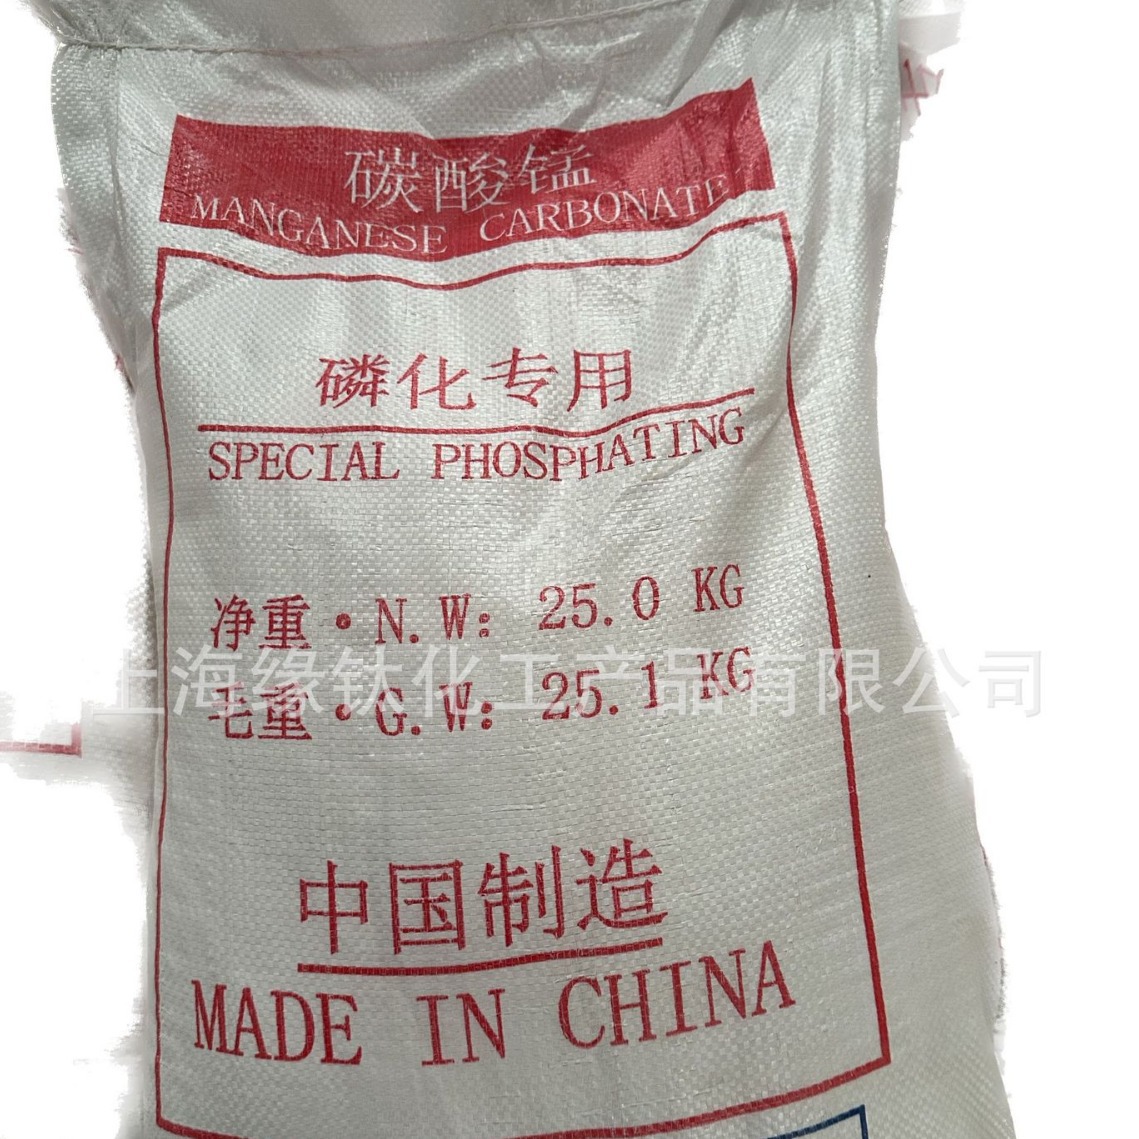 碳酸锰
MANGANESE CARBONATE
磷化专用
SPECIAL PHOSPHATING
净重·N.W: 25.0 KG
上海缘钛化工产品有限公司
毛重·G.W: 25.1 KG
中国制造
MADE IN CHINA